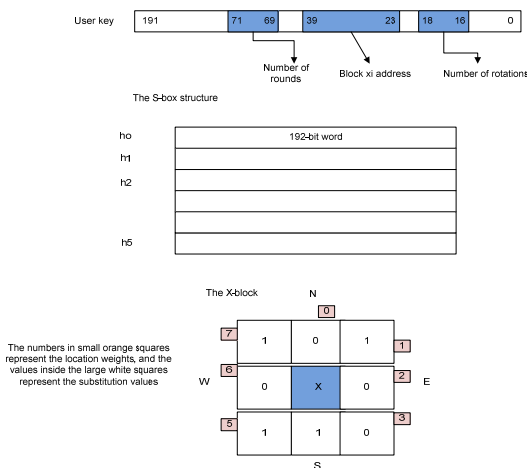 User key
191 71 69 39 23 18 16 0
Number of rounds
Block xi address
Number of rotations
The S-box structure
ho 192-bit word
h1
h2
h5
The X-block N
0
7 1 0 1
1
The numbers in small orange squares
represent the location weights, and the
values inside the large white squares
represent the substitution values
W 6 0 X 0 2 E
5 1 1 0 3
S